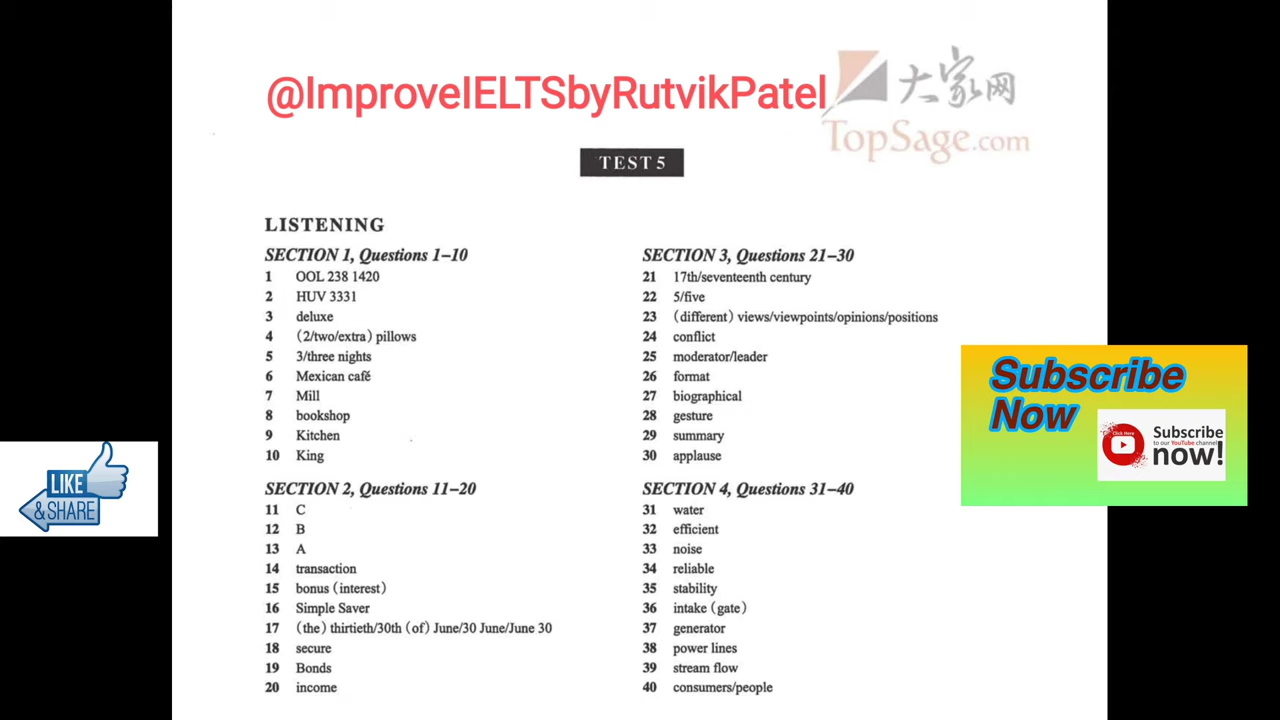 @ImproveIELTSbyRutvikPatel
大家网
TopSage.com
TEST 5
LISTENING
SECTION 1, Questions 1–10
1 OOL 238 1420
2 HUV 3331
3 deluxe
4 (2/two/extra) pillows
5 3/three nights
6 Mexican café
7 Mill
8 bookshop
9 Kitchen
10 King
SECTION 2, Questions 11–20
11 C
12 B
13 A
14 transaction
15 bonus (interest)
16 Simple Saver
17 (the) thirtieth/30th (of) June/30 June/June 30
18 secure
19 Bonds
20 income
SECTION 3, Questions 21–30
21 17th/seventeenth century
22 5/five
23 (different) views/viewpoints/opinions/positions
24 conflict
25 moderator/leader
26 format
27 biographical
28 gesture
29 summary
30 applause
SECTION 4, Questions 31–40
31 water
32 efficient
33 noise
34 reliable
35 stability
36 intake (gate)
37 generator
38 power lines
39 stream flow
40 consumers/people
LIKE
& SHARE
Subscribe
Now
Click Here
Subscribe
to our YouTube channel
now!